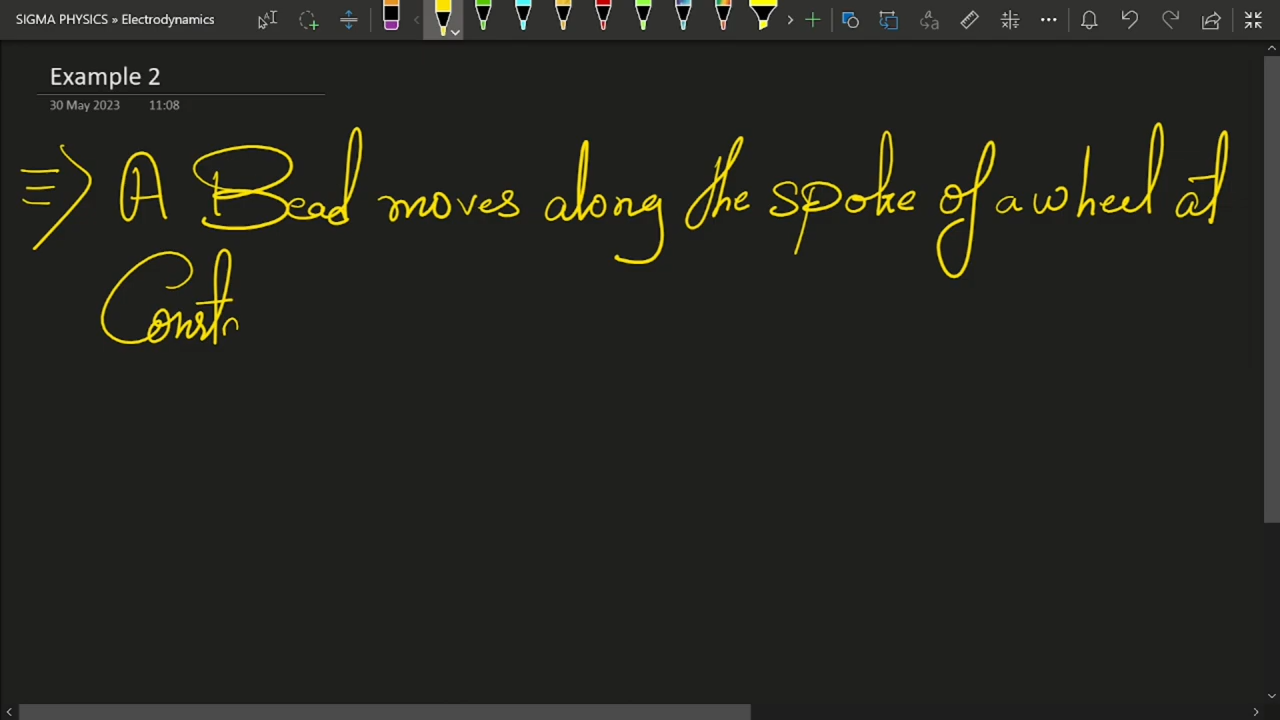 SIGMA PHYSICS » Electrodynamics
Example 2
30 May 2023 11:08
⇒ A Bead moves along the spoke of a wheel at